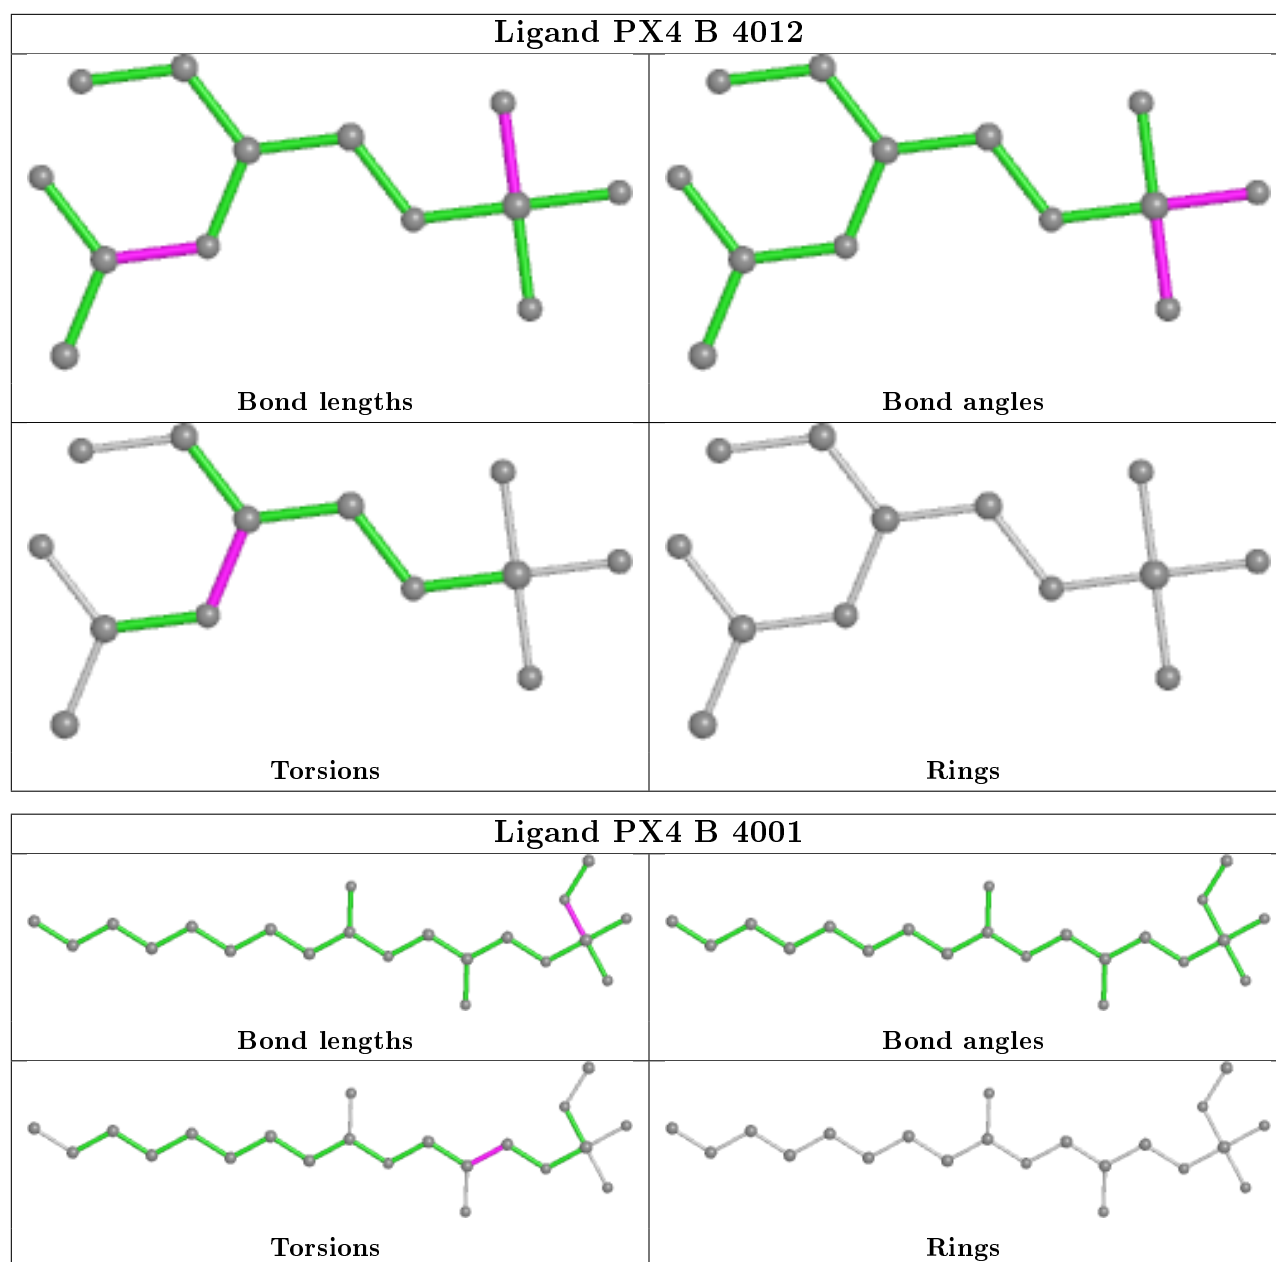 Ligand PX4 B 4012
Bond lengths
Bond angles
Torsions
Rings
Ligand PX4 B 4001
Bond lengths
Bond angles
Torsions
Rings